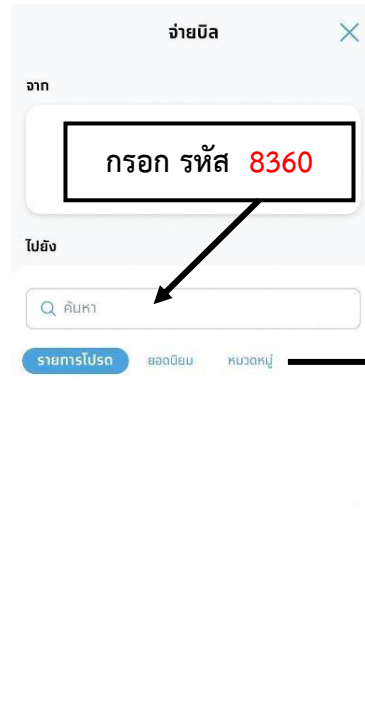 จ่ายบิล
จาก
กรอก รหัส 8360
ไปยัง
ค้นหา
รายการโปรด ยอดนิยม หมวดหมู่